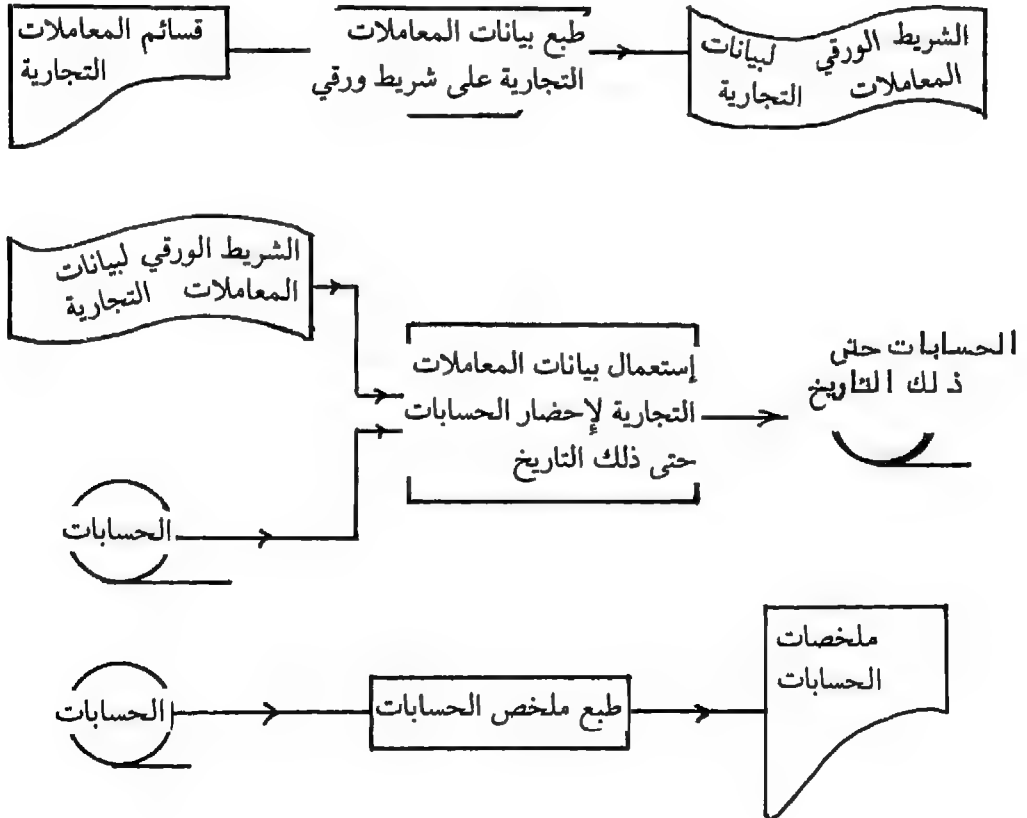 قسائم المعاملات
التجارية
طبع بيانات المعاملات
التجارية على شريط ورقي
الشريط الورقي لبيانات
المعاملات التجارية
الشريط الورقي لبيانات
المعاملات التجارية
إستعمال بيانات المعاملات
التجارية لإحضار الحسابات
حتى ذلك التاريخ
الحسابات حتى
ذلك التاريخ
الحسابات
الحسابات
طبع ملخص الحسابات
ملخصات
الحسابات